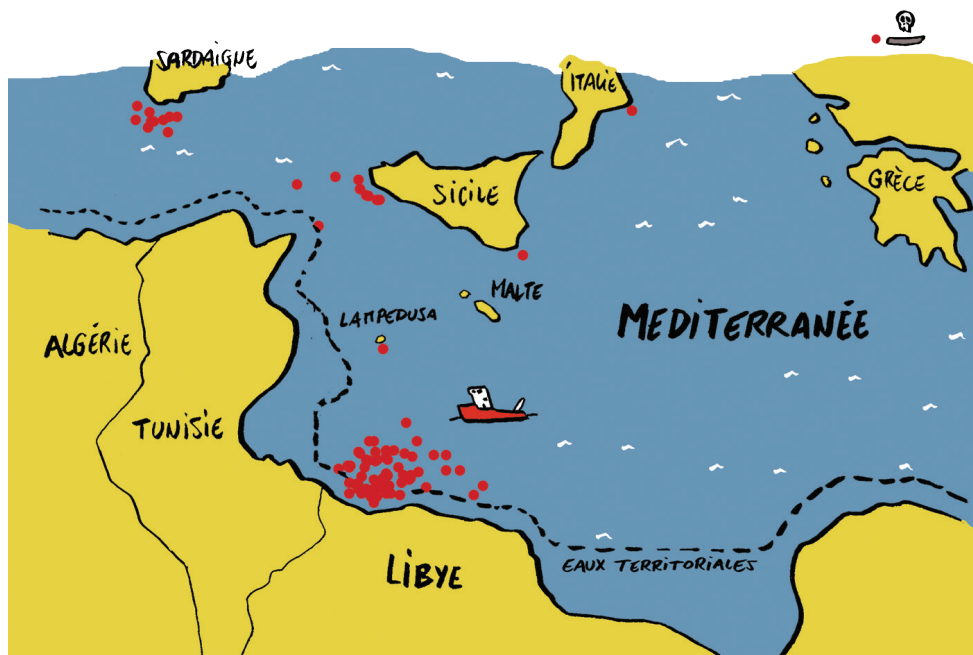 SARDAIGNE
ITALIE
SICILE
GRÈCE
MALTE
LAMPEDUSA
MEDITERRANÉE
ALGÉRIE
TUNISIE
EAUX TERRITORIALES
LIBYE